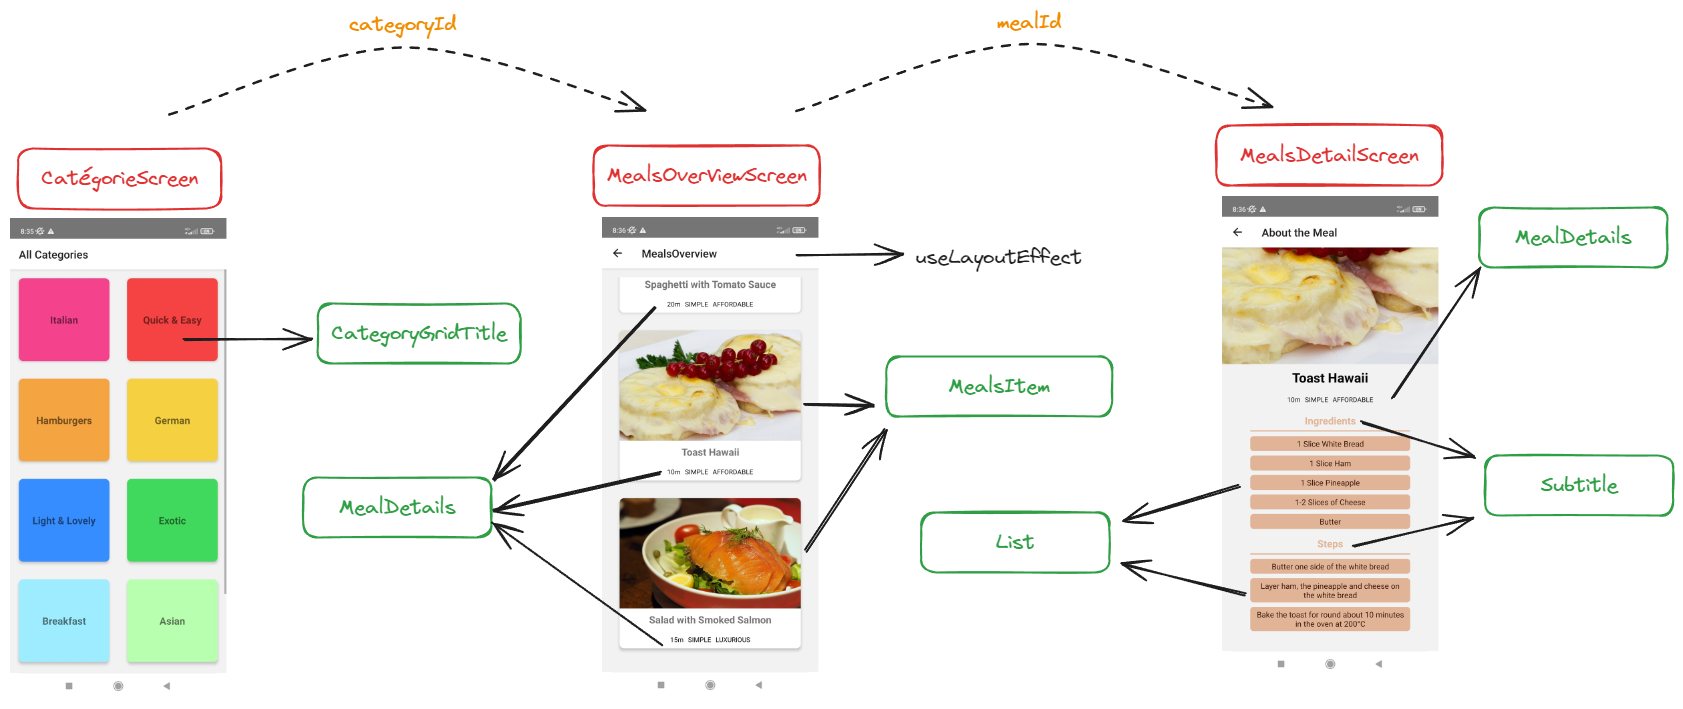 categoryId
mealId
CatégorieScreen
MealsOverViewScreen
MealsDetailScreen
8:35
All Categories
Italian
Quick & Easy
Hamburgers
German
Light & Lovely
Exotic
Breakfast
Asian
CategoryGridTitle
MealDetails
8:36
MealsOverview
useLayoutEffect
Spaghetti with Tomato Sauce
20m SIMPLE AFFORDABLE
Toast Hawaii
10m SIMPLE AFFORDABLE
Salad with Smoked Salmon
15m SIMPLE LUXURIOUS
MealsItem
List
8:36
About the Meal
Toast Hawaii
10m SIMPLE AFFORDABLE
Ingredients
1 Slice White Bread
1 Slice Ham
1 Slice Pineapple
1-2 Slices of Cheese
Butter
Steps
Butter one side of the white bread
Layer ham, the pineapple and cheese on
the white bread
Bake the toast for round about 10 minutes
in the oven at 200°C
MealDetails
Subtitle